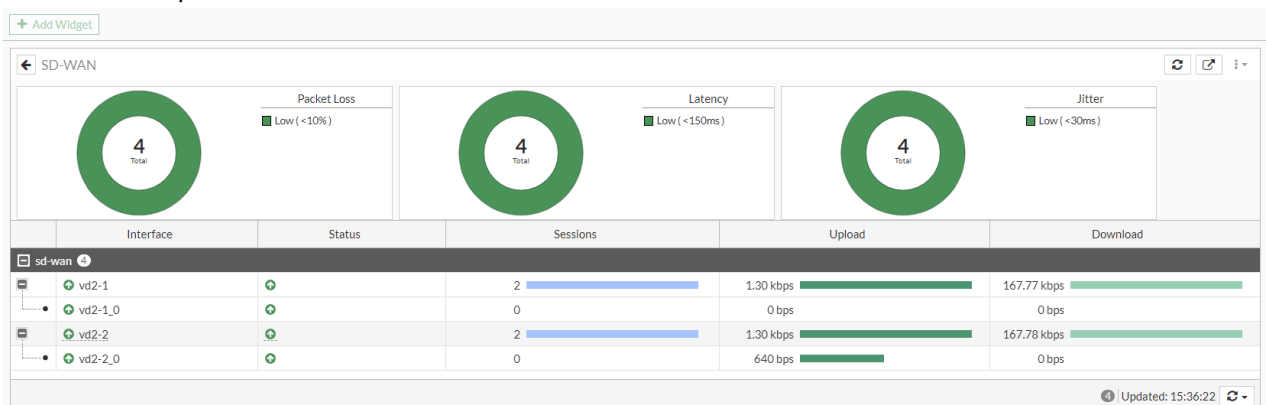 + Add Widget
SD-WAN
Packet Loss
Low (<10%)
4
Total
Latency
Low (<150ms)
4
Total
Jitter
Low (<30ms)
4
Total
Interface Status Sessions Upload Download
sd-wan 4
vd2-1 2 1.30 kbps 167.77 kbps
vd2-1_0 0 0 bps 0 bps
vd2-2 2 1.30 kbps 167.78 kbps
vd2-2_0 0 640 bps 0 bps
4 Updated: 15:36:22